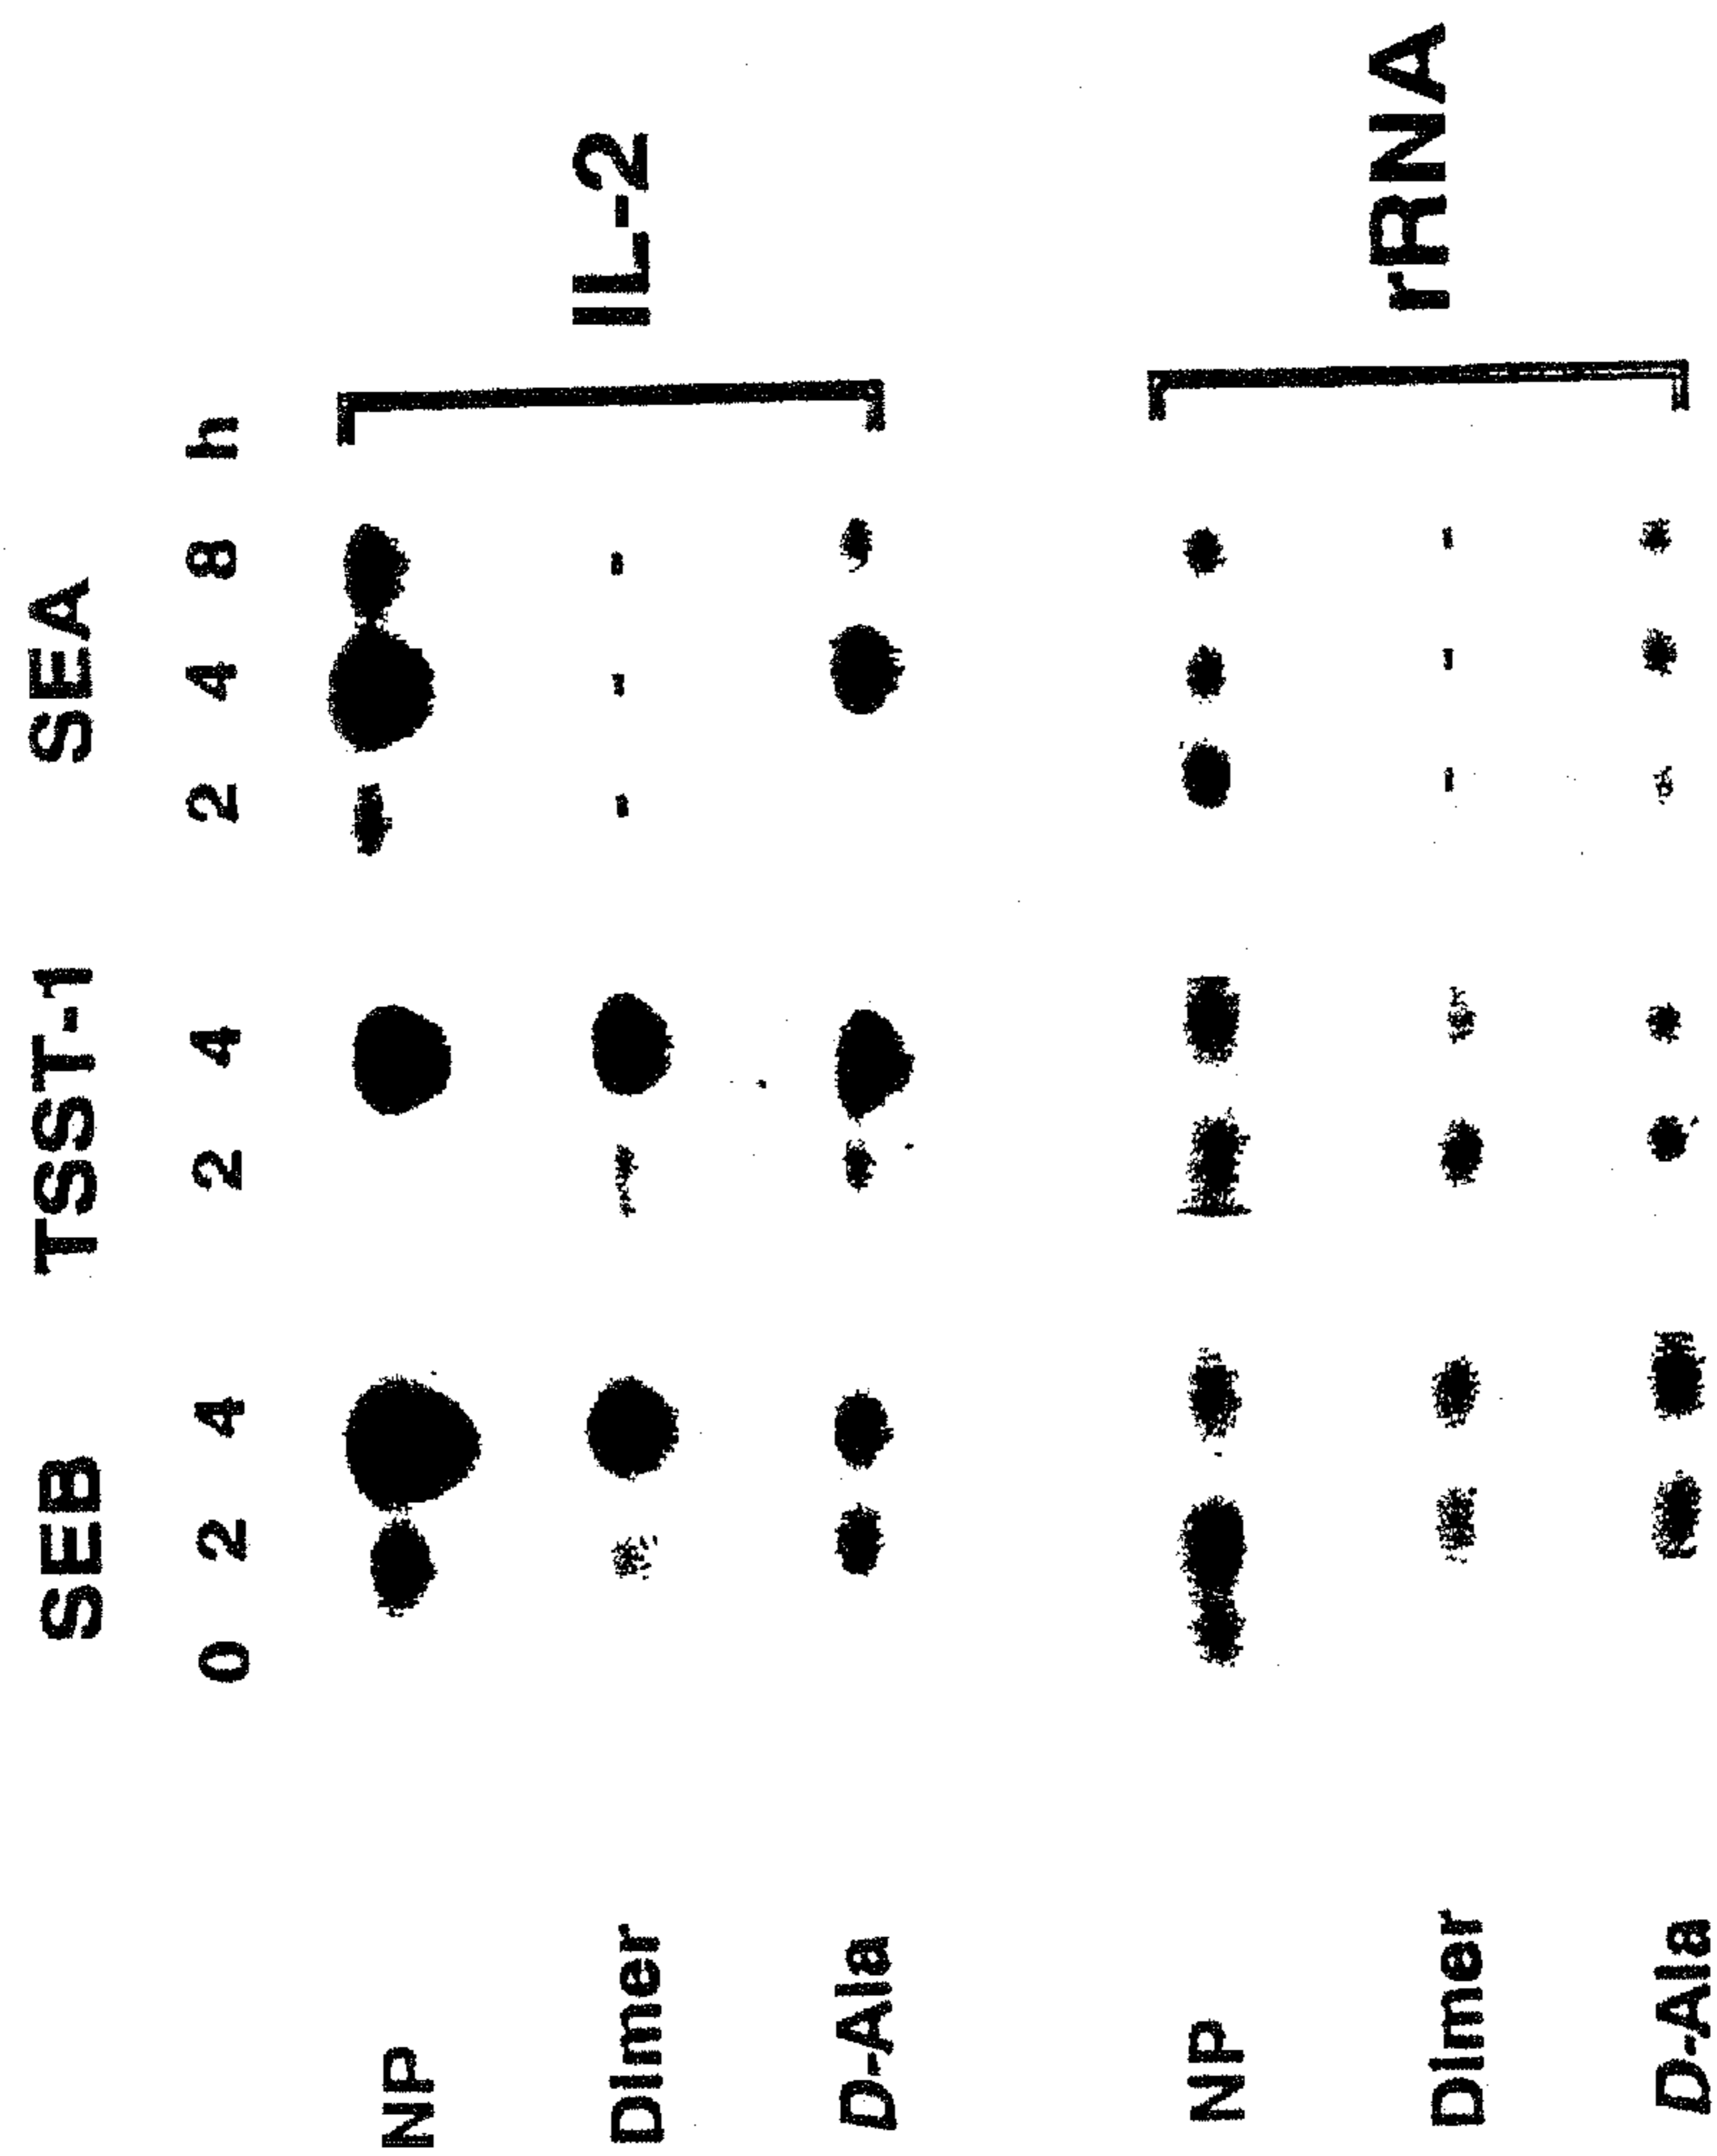 SEB TSST-1 SEA
0 2 4 2 4 2 4 8 h
NP
Dimer
D-Ala
IL-2
NP
Dimer
D-Ala
rRNA